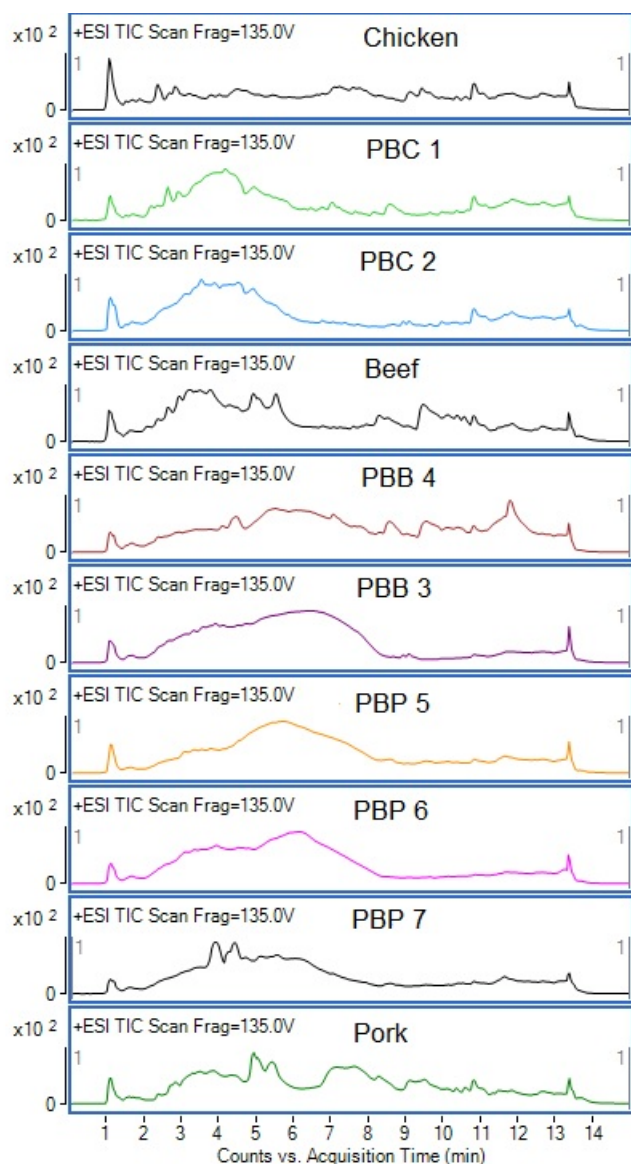 x10 2 +ESI TIC Scan Frag=135.0V Chicken
1 1
0
x10 2 +ESI TIC Scan Frag=135.0V PBC 1
1 1
0
x10 2 +ESI TIC Scan Frag=135.0V PBC 2
1 1
0
x10 2 +ESI TIC Scan Frag=135.0V Beef
1 1
0
x10 2 +ESI TIC Scan Frag=135.0V PBB 4
1 1
0
x10 2 +ESI TIC Scan Frag=135.0V PBB 3
1 1
0
x10 2 +ESI TIC Scan Frag=135.0V PBP 5
1 1
0
x10 2 +ESI TIC Scan Frag=135.0V PBP 6
1 1
0
x10 2 +ESI TIC Scan Frag=135.0V PBP 7
1 1
0
x10 2 +ESI TIC Scan Frag=135.0V Pork
1 1
0
1 2 3 4 5 6 7 8 9 10 11 12 13 14
Counts vs. Acquisition Time (min)